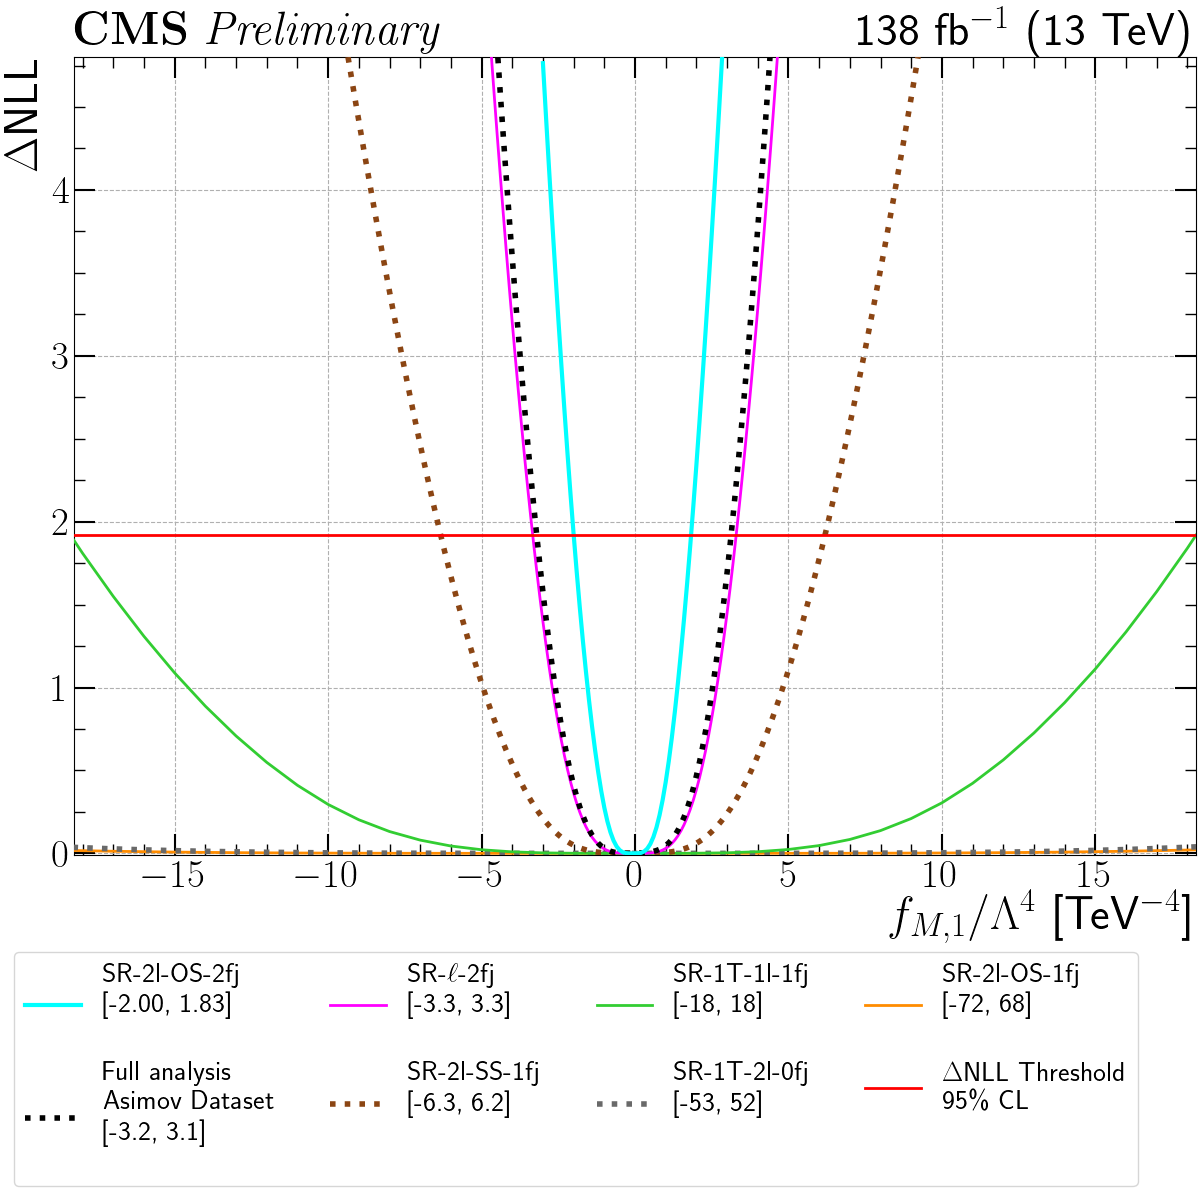 CMS Preliminary
138 fb⁻¹ (13 TeV)
ΔNLL
4
3
2
1
0
−15 −10 −5 0 5 10 15
f_{M,1}/Λ⁴ [TeV⁻⁴]
SR-2l-OS-2fj
[-2.00, 1.83]
Full analysis
Asimov Dataset
[-3.2, 3.1]
SR-ℓ-2fj
[-3.3, 3.3]
SR-2l-SS-1fj
[-6.3, 6.2]
SR-1T-1l-1fj
[-18, 18]
SR-1T-2l-0fj
[-53, 52]
SR-2l-OS-1fj
[-72, 68]
ΔNLL Threshold
95% CL